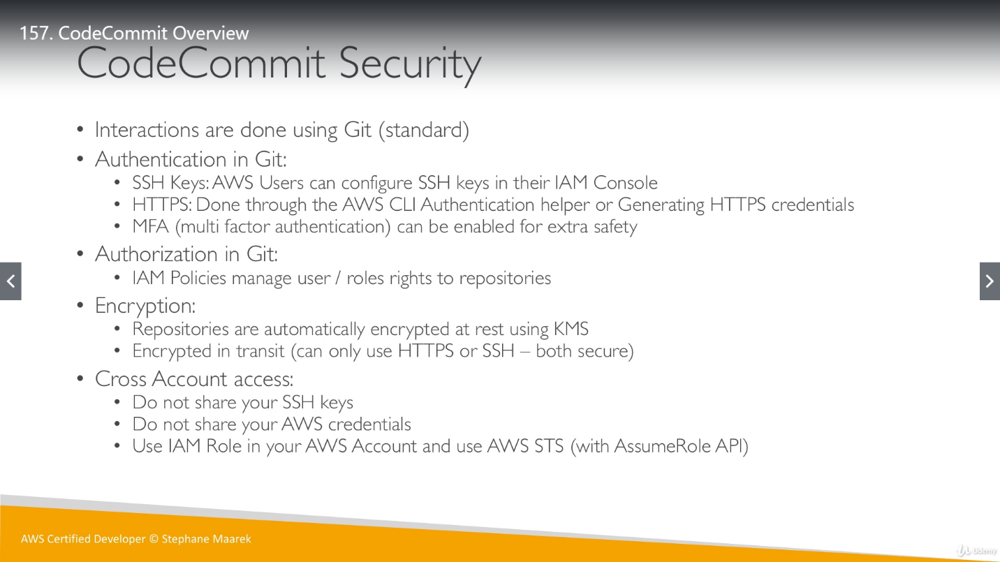 157. CodeCommit Overview
CodeCommit Security
• Interactions are done using Git (standard)
• Authentication in Git:
• SSH Keys: AWS Users can configure SSH keys in their IAM Console
• HTTPS: Done through the AWS CLI Authentication helper or Generating HTTPS credentials
• MFA (multi factor authentication) can be enabled for extra safety
• Authorization in Git:
• IAM Policies manage user / roles rights to repositories
• Encryption:
• Repositories are automatically encrypted at rest using KMS
• Encrypted in transit (can only use HTTPS or SSH – both secure)
• Cross Account access:
• Do not share your SSH keys
• Do not share your AWS credentials
• Use IAM Role in your AWS Account and use AWS STS (with AssumeRole API)
AWS Certified Developer © Stephane Maarek
Udemy